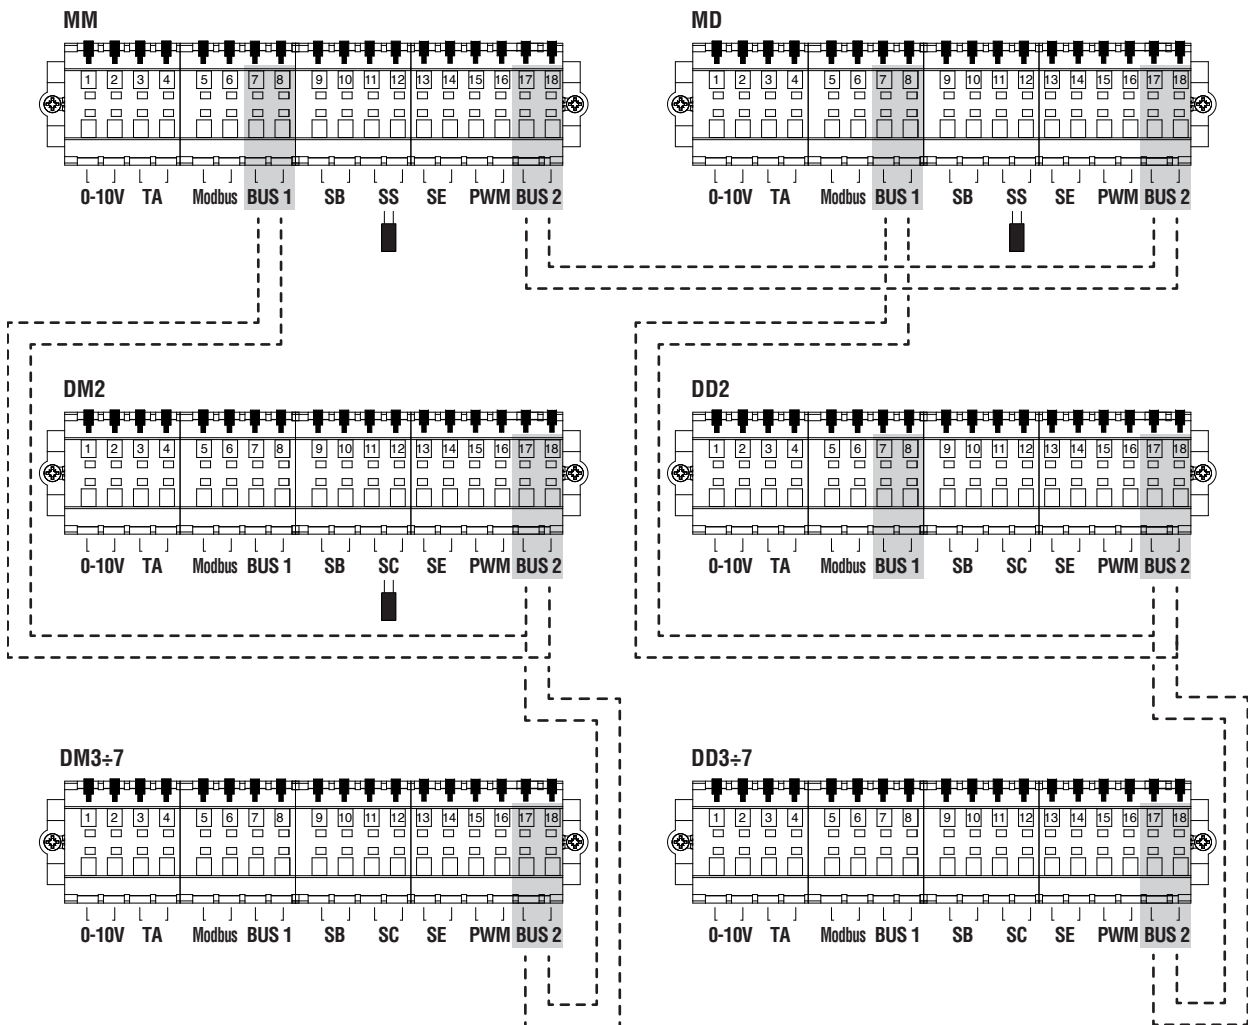 MM MD
1 2 3 4 5 6 7 8 9 10 11 12 13 14 15 16 17 18 1 2 3 4 5 6 7 8 9 10 11 12 13 14 15 16 17 18
0-10V TA Modbus BUS 1 SB SS SE PWM BUS 2 0-10V TA Modbus BUS 1 SB SS SE PWM BUS 2
DM2 DD2
1 2 3 4 5 6 7 8 9 10 11 12 13 14 15 16 17 18 1 2 3 4 5 6 7 8 9 10 11 12 13 14 15 16 17 18
0-10V TA Modbus BUS 1 SB SC SE PWM BUS 2 0-10V TA Modbus BUS 1 SB SC SE PWM BUS 2
DM3÷7 DD3÷7
1 2 3 4 5 6 7 8 9 10 11 12 13 14 15 16 17 18 1 2 3 4 5 6 7 8 9 10 11 12 13 14 15 16 17 18
0-10V TA Modbus BUS 1 SB SC SE PWM BUS 2 0-10V TA Modbus BUS 1 SB SC SE PWM BUS 2